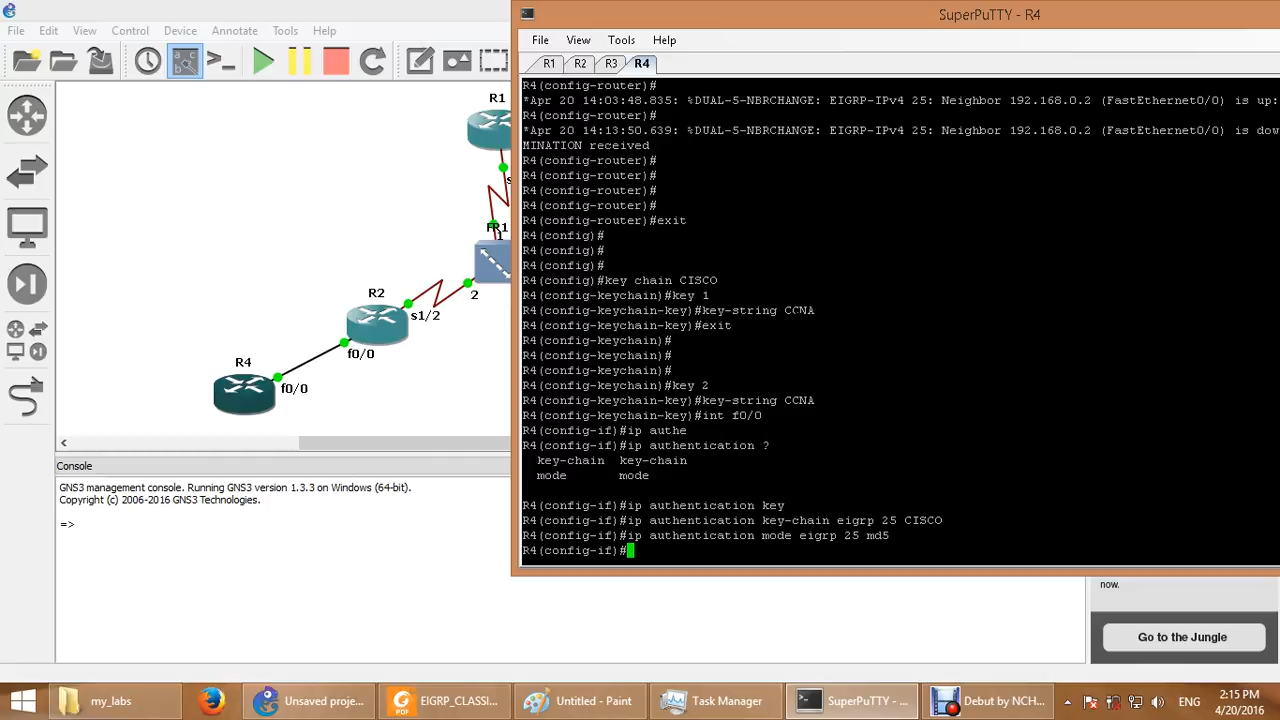 SuperPuTTY - R4
File Edit View Control Device Annotate Tools Help
File View Tools Help
R1 R2 R3 R4
R4(config-router)#
*Apr 20 14:03:48.835: %DUAL-5-NBRCHANGE: EIGRP-IPv4 25: Neighbor 192.168.0.2 (FastEthernet0/0) is up:
R4(config-router)#
*Apr 20 14:13:50.639: %DUAL-5-NBRCHANGE: EIGRP-IPv4 25: Neighbor 192.168.0.2 (FastEthernet0/0) is dow
MINATION received
R4(config-router)#
R4(config-router)#
R4(config-router)#
R4(config-router)#
R4(config-router)#exit
R4(config)#
R4(config)#
R4(config)#
R4(config)#key chain CISCO
R4(config-keychain)#key 1
R4(config-keychain-key)#key-string CCNA
R4(config-keychain-key)#exit
R4(config-keychain)#
R4(config-keychain)#
R4(config-keychain)#
R4(config-keychain)#key 2
R4(config-keychain-key)#key-string CCNA
R4(config-keychain-key)#int f0/0
R4(config-if)#ip authe
R4(config-if)#ip authentication ?
key-chain key-chain
mode mode
R4(config-if)#ip authentication key
R4(config-if)#ip authentication key-chain eigrp 25 CISCO
R4(config-if)#ip authentication mode eigrp 25 md5
R4(config-if)#
R1
s
FR1
1
2
R2
s1/2
f0/0
R4
f0/0
Console
GNS3 management console. Running GNS3 version 1.3.3 on Windows (64-bit).
Copyright (c) 2006-2016 GNS3 Technologies.
=>
now.
Go to the Jungle
my_labs
Unsaved proje...
EIGRP_CLASSI...
Untitled - Paint
Task Manager
SuperPuTTY - ...
Debut by NCH...
ENG
2:15 PM
4/20/2016